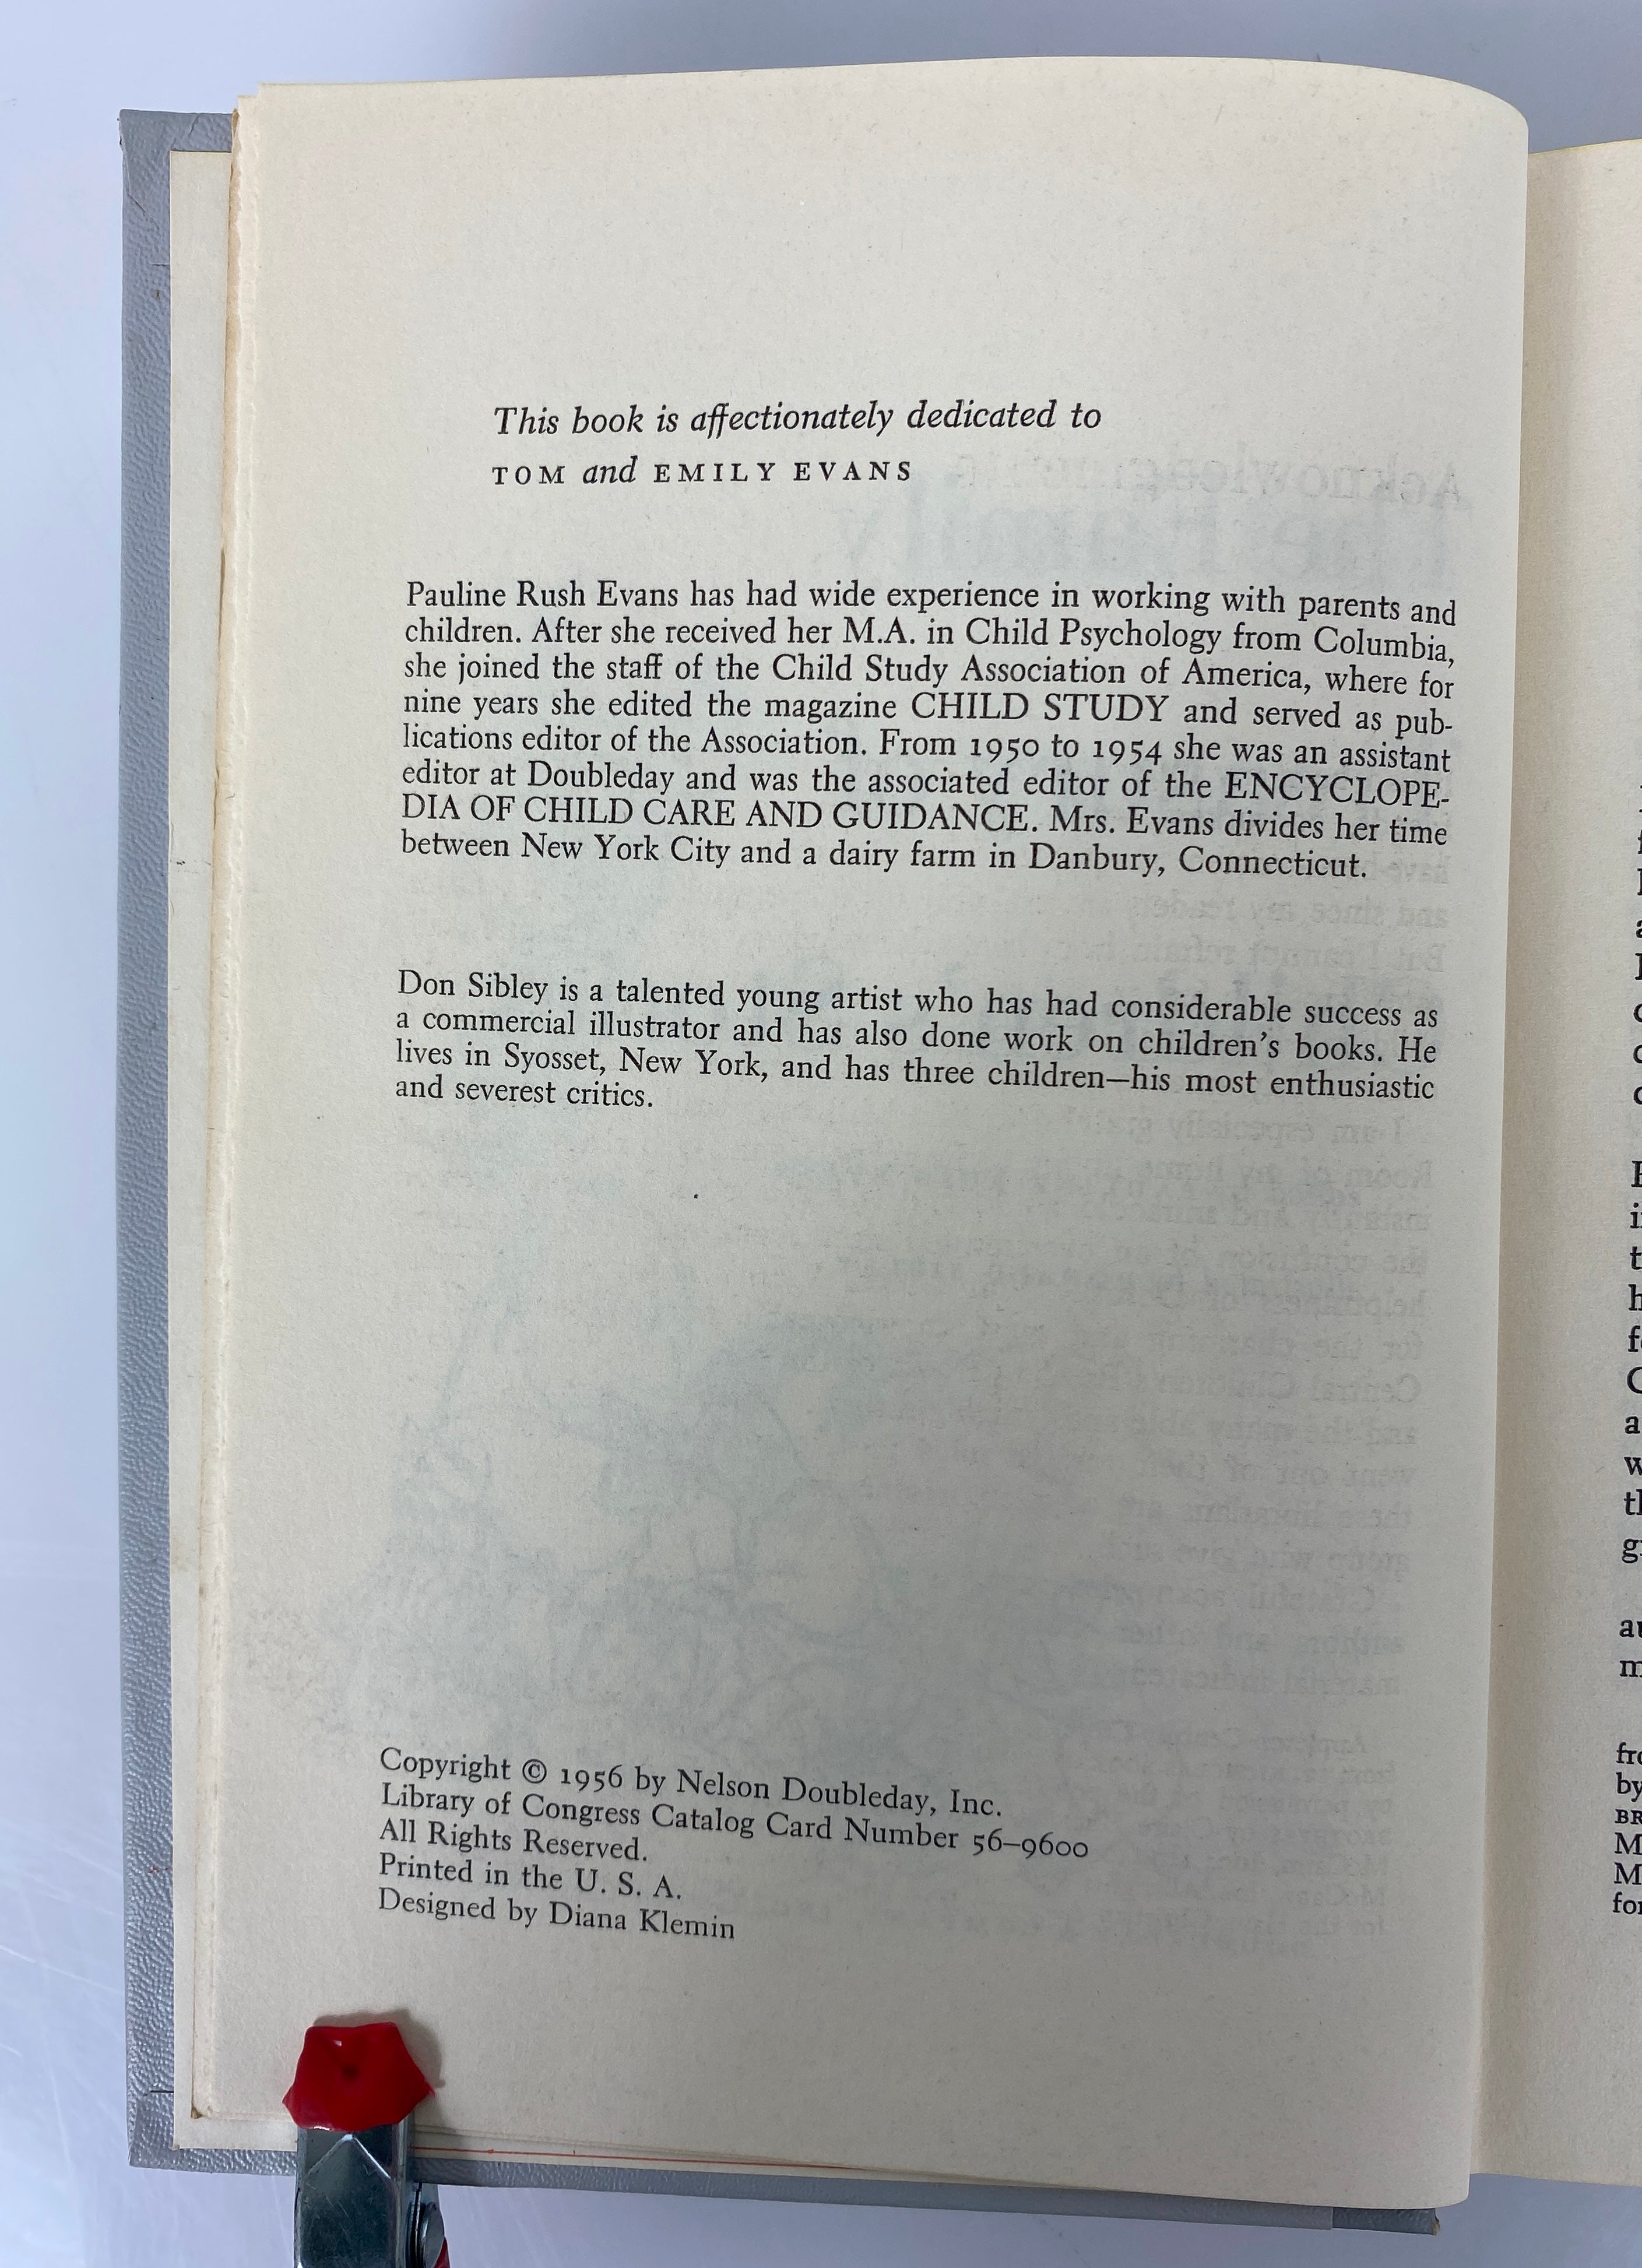 This book is affectionately dedicated to
TOM and EMILY EVANS
Pauline Rush Evans has had wide experience in working with parents and
children. After she received her M.A. in Child Psychology from Columbia,
she joined the staff of the Child Study Association of America, where for
nine years she edited the magazine CHILD STUDY and served as pub-
lications editor of the Association. From 1950 to 1954 she was an assistant
editor at Doubleday and was the associated editor of the ENCYCLOPE-
DIA OF CHILD CARE AND GUIDANCE. Mrs. Evans divides her time
between New York City and a dairy farm in Danbury, Connecticut.
Don Sibley is a talented young artist who has had considerable success as
a commercial illustrator and has also done work on children's books. He
lives in Syosset, New York, and has three children—his most enthusiastic
and severest critics.
Copyright © 1956 by Nelson Doubleday, Inc.
Library of Congress Catalog Card Number 56–9600
All Rights Reserved.
Printed in the U. S. A.
Designed by Diana Klemin